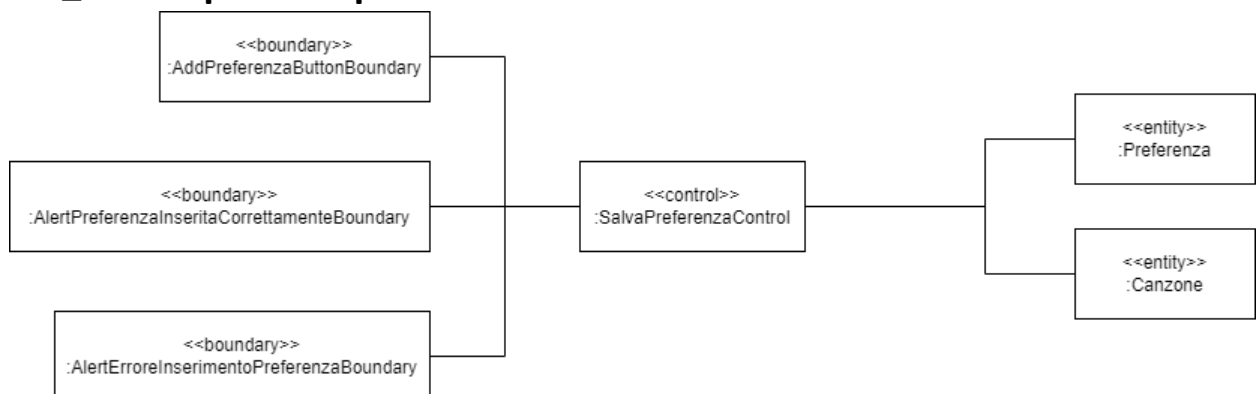 <<boundary>>
:AddPreferenzaButtonBoundary
<<boundary>>
:AlertPreferenzaInseritaCorrettamenteBoundary
<<boundary>>
:AlertErroreInserimentoPreferenzaBoundary
<<control>>
:SalvaPreferenzaControl
<<entity>>
:Preferenza
<<entity>>
:Canzone